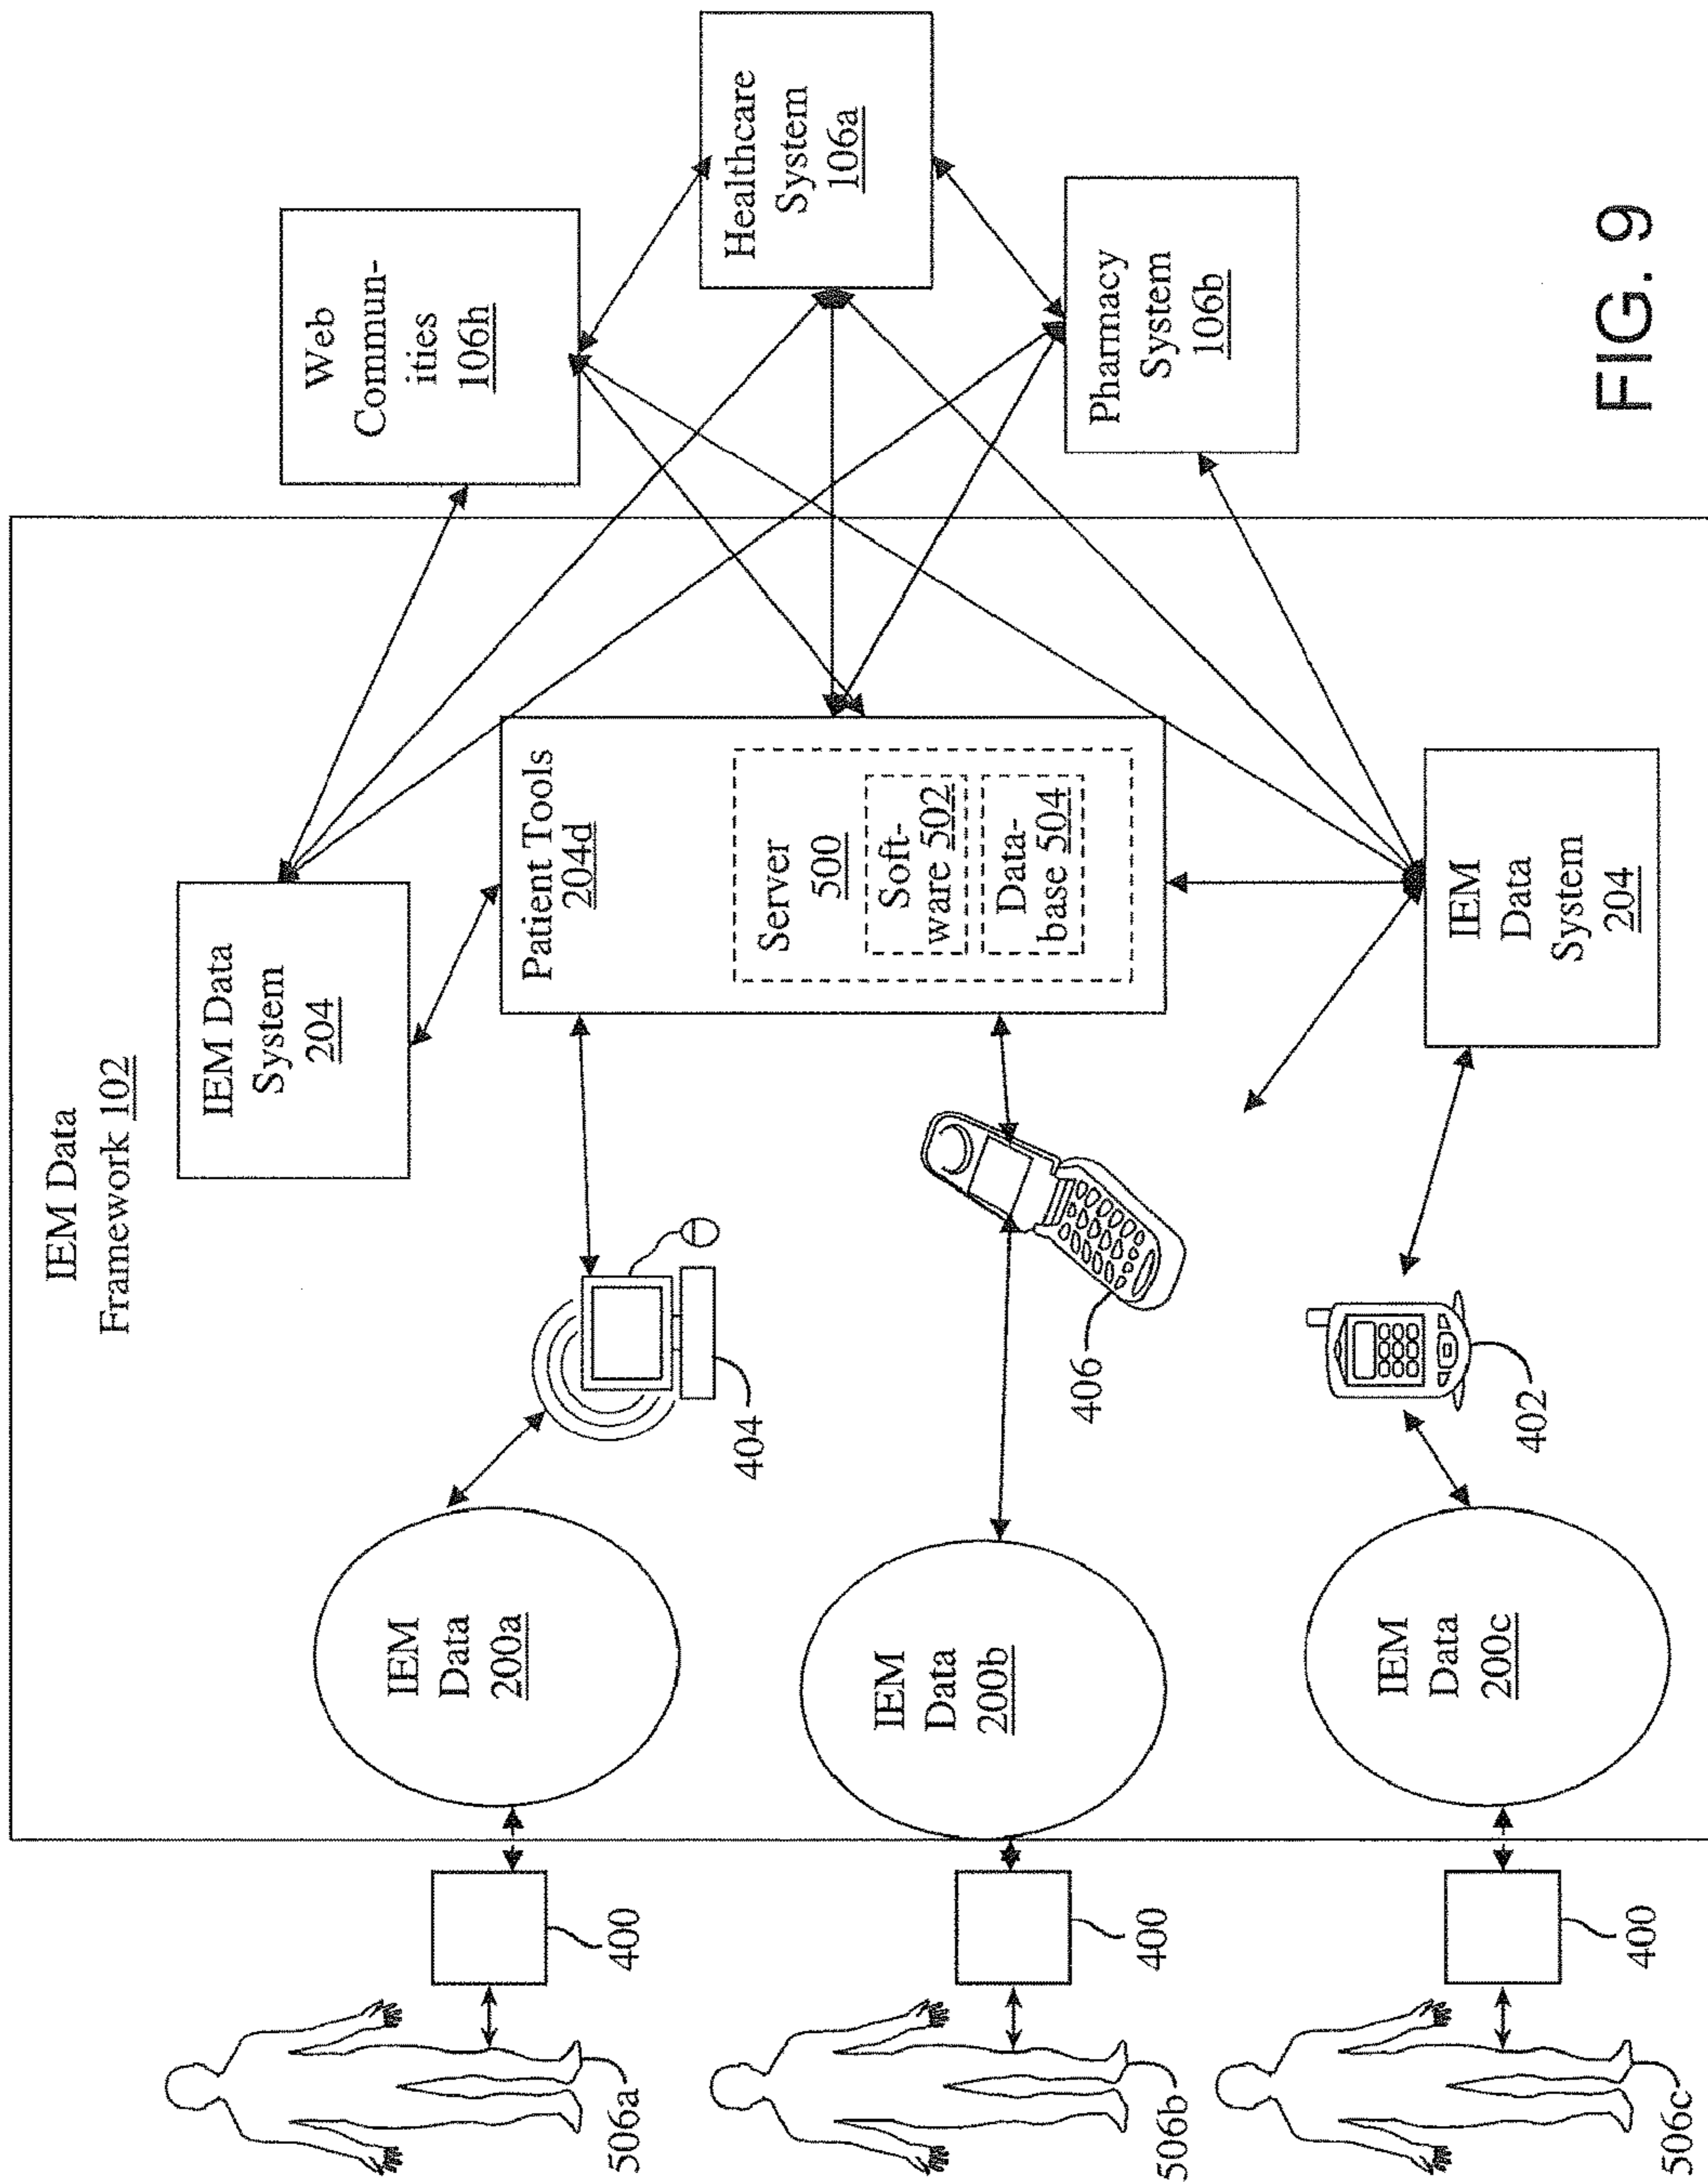 IEM Data
Framework 102
506a
400
IEM
Data
200a
404
IEM Data
System
204
Web
Commun-
ities
106h
506b
400
IEM
Data
200b
406
Patient Tools
204d
Server
500
Soft-
ware 502
Data-
base 504
Healthcare
System
106a
506c
400
IEM
Data
200c
402
IEM
Data
System
204
Pharmacy
System
106b
FIG. 9